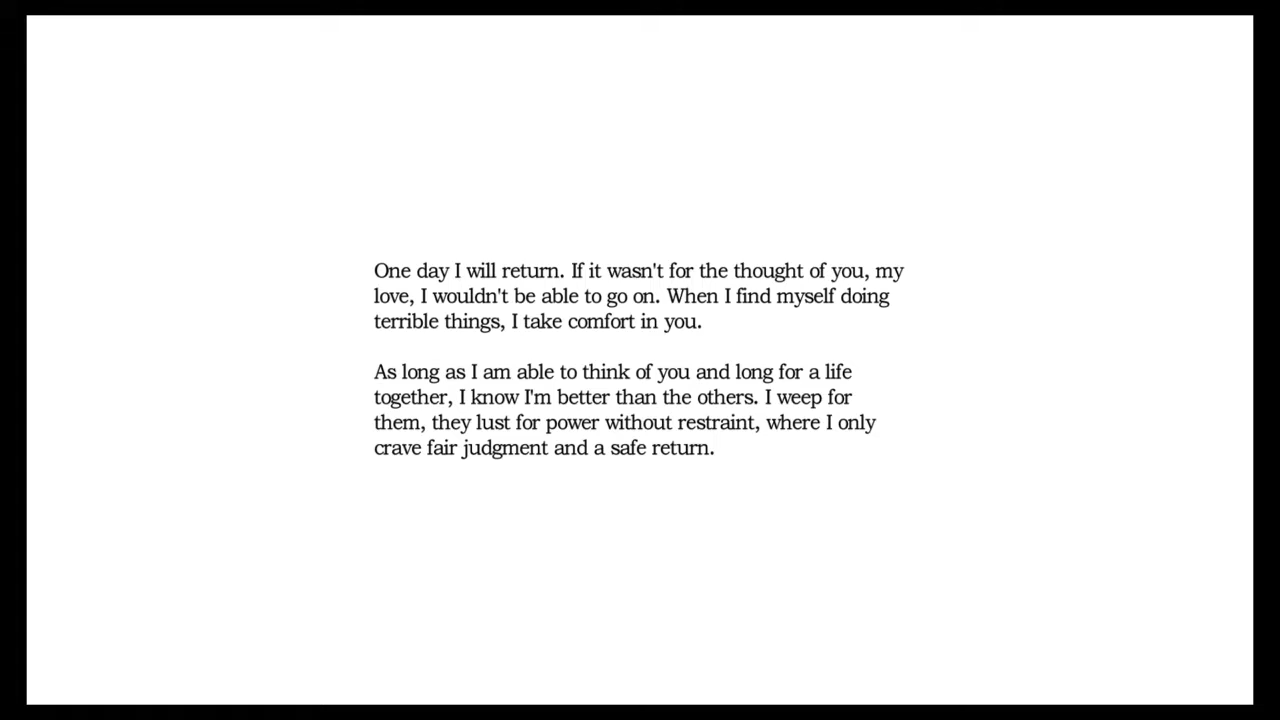 One day I will return. If it wasn't for the thought of you, my
love, I wouldn't be able to go on. When I find myself doing
terrible things, I take comfort in you.
As long as I am able to think of you and long for a life
together, I know I'm better than the others. I weep for
them, they lust for power without restraint, where I only
crave fair judgment and a safe return.